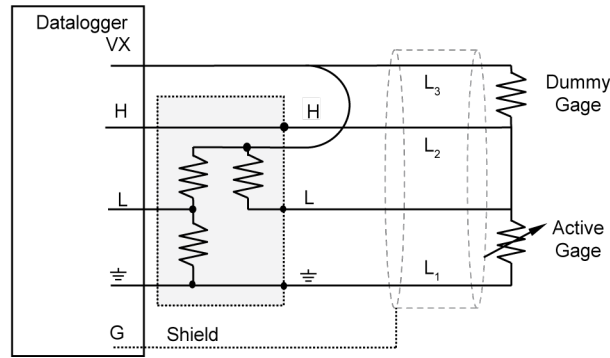 Datalogger
VX
H
H
L
L
G
Shield
L3
L2
L1
Dummy
Gage
Active
Gage